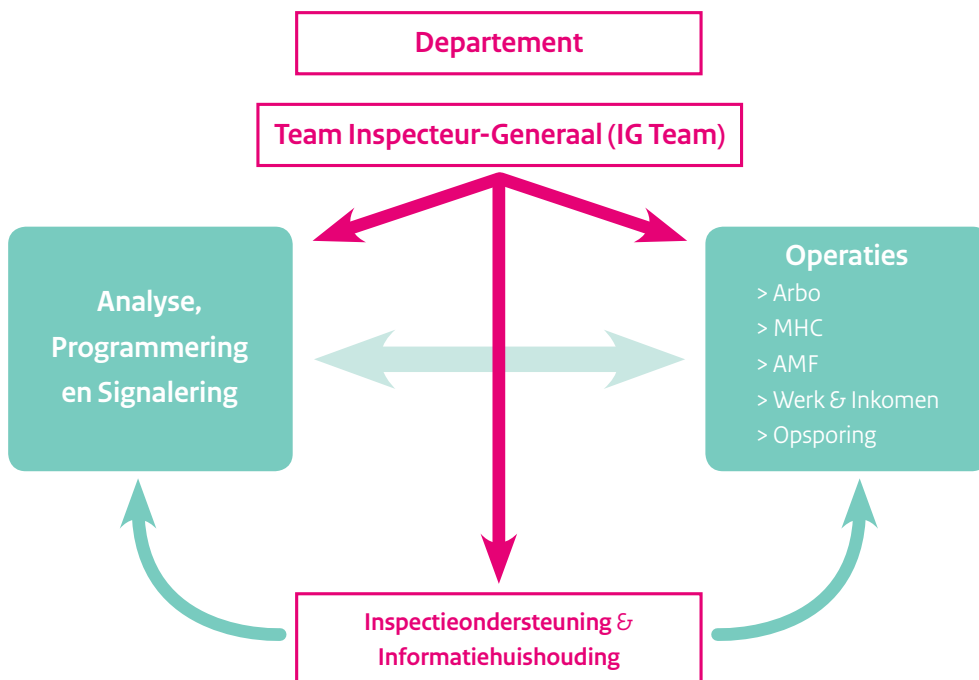 Departement
Team Inspecteur-Generaal (IG Team)
Analyse,
Programmering
en Signalering
Operaties
> Arbo
> MHC
> AMF
> Werk & Inkomen
> Opsporing
Inspectieondersteuning &
Informatiehuishouding